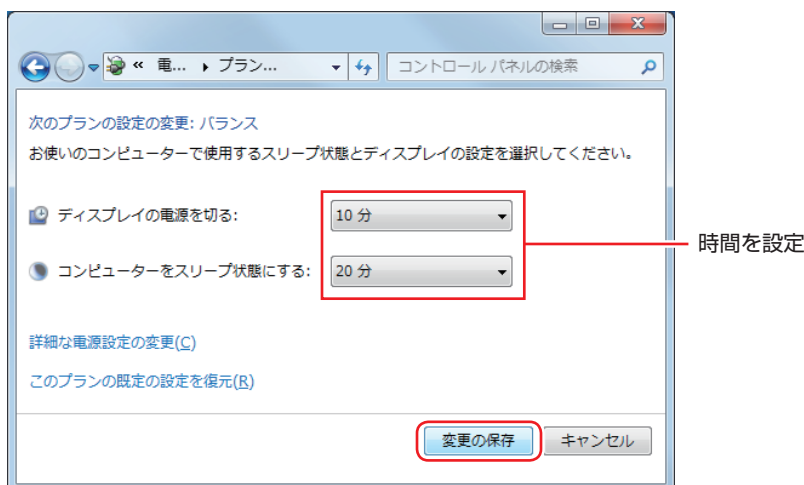 « 電... ▸ プラン... コントロール パネルの検索
次のプランの設定の変更: バランス
お使いのコンピューターで使用するスリープ状態とディスプレイの設定を選択してください。
ディスプレイの電源を切る: 10 分
時間を設定
コンピューターをスリープ状態にする: 20 分
詳細な電源設定の変更(C)
このプランの既定の設定を復元(R)
変更の保存 キャンセル